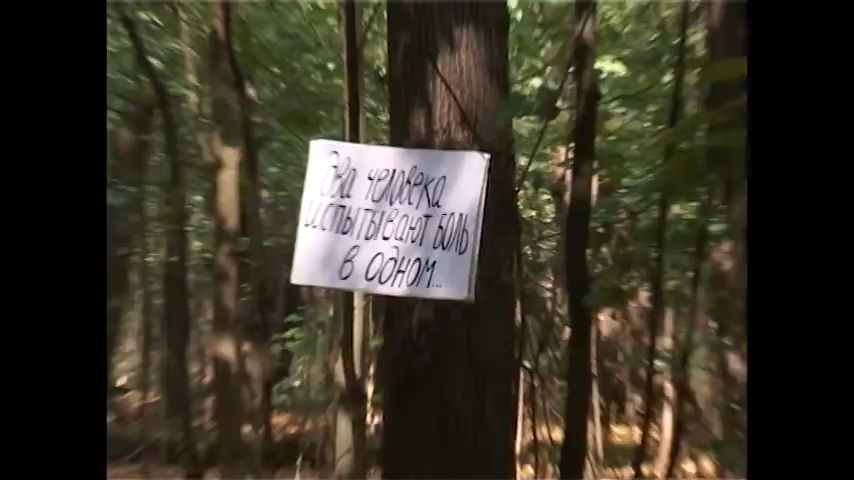 два человека
испытывают боль
в одном...